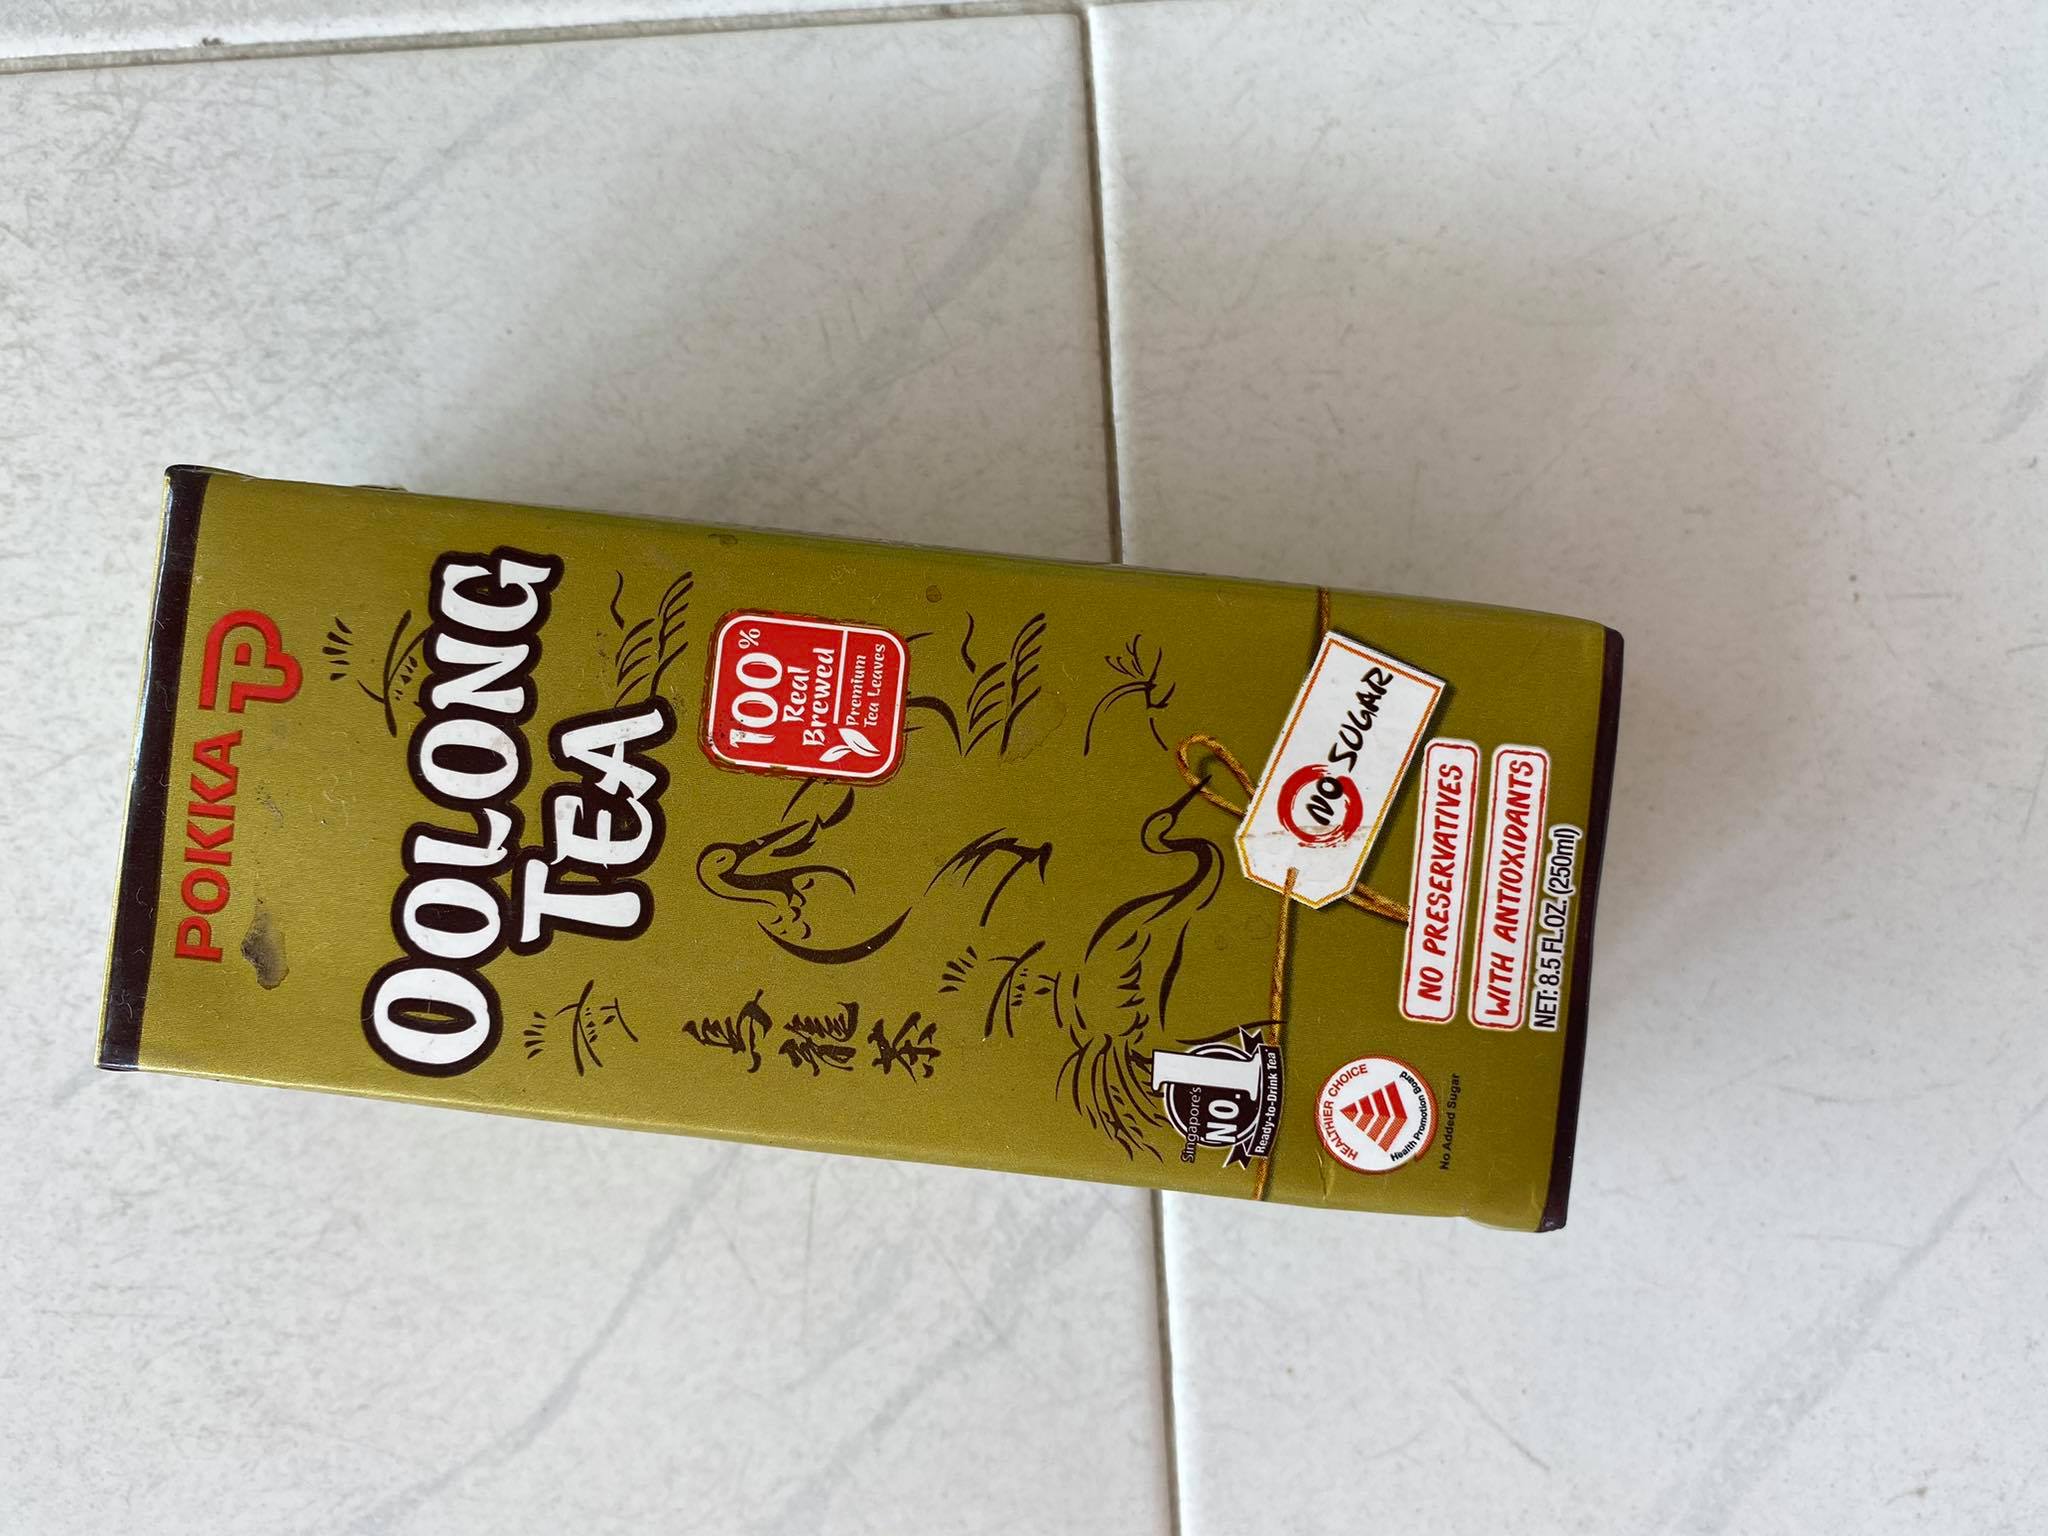 POKKA
OOLONG
TEA
100%
Real
Brewed
Premium
Tea Leaves
烏龍茶
NO SUGAR
Singapore's
NO.1
Ready-to-Drink Tea*
NO PRESERVATIVES
WITH ANTIOXIDANTS
NET: 8.5 FL.OZ. (250ml)
HEALTHIER CHOICE
Health Promotion Board
No Added Sugar